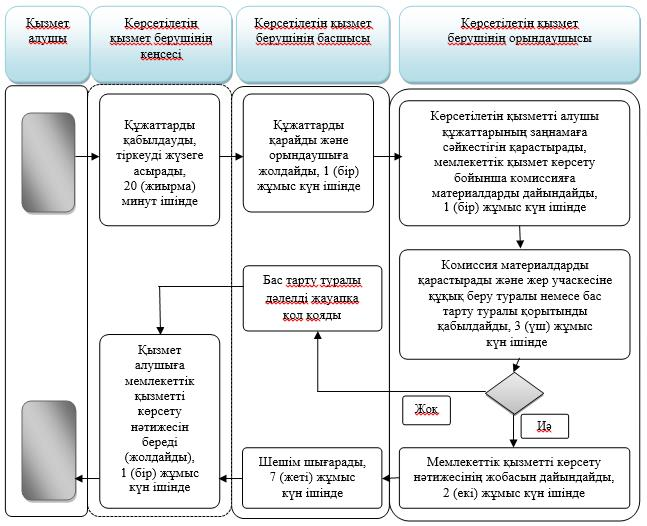 Қызмет
алушы
Көрсетілетін
қызмет берушінің
кеңсесі
Көрсетілетін қызмет
берушінің басшысы
Көрсетілетін қызмет
берушінің орындаушысы
Құжаттарды
қабылдауды,
тіркеуді жүзеге
асырады,
20 (жиырма)
минут ішінде
Құжаттарды
қарайды және
орындаушыға
жолдайды, 1 (бір)
жұмыс күн ішінде
Көрсетілетін қызметті алушы
құжаттарының заңнамаға
сәйкестігін қарастырады,
мемлекеттік қызмет көрсету
бойынша комиссияға
материалдарды дайындайды,
1 (бір) жұмыс күн ішінде
Комиссия материалдарды
қарастырады және жер учаскесіне
құқық беру туралы немесе бас
тарту туралы қорытынды
қабылдайды, 3 (үш) жұмыс
күн ішінде
Бас тарту туралы
дәлелді жауапқа
қол қояды
Жоқ
Иә
Қызмет
алушыға
мемлекеттік
қызметті
көрсету
нәтижесін
береді
(жолдайды),
1 (бір) жұмыс
күн ішінде
Шешім шығарады,
7 (жеті) жұмыс
күн ішінде
Мемлекеттік қызметті көрсету
нәтижесінің жобасын дайындайды,
2 (екі) жұмыс күн ішінде